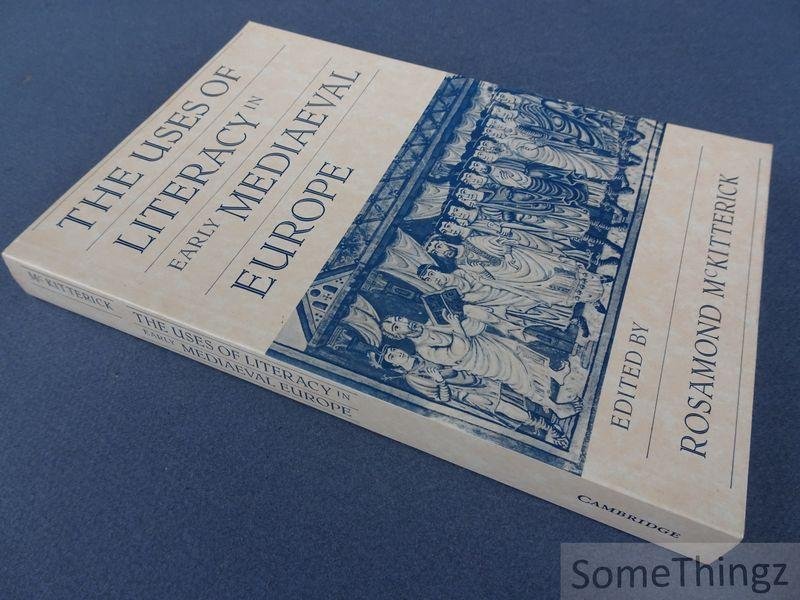 THE USES OF
LITERACY IN
EARLY MEDIAEVAL
EUROPE
EDITED BY
ROSAMOND McKITTERICK
McKITTERICK
THE USES OF LITERACY IN
EARLY MEDIAEVAL EUROPE
CAMBRIDGE
SomeThingz